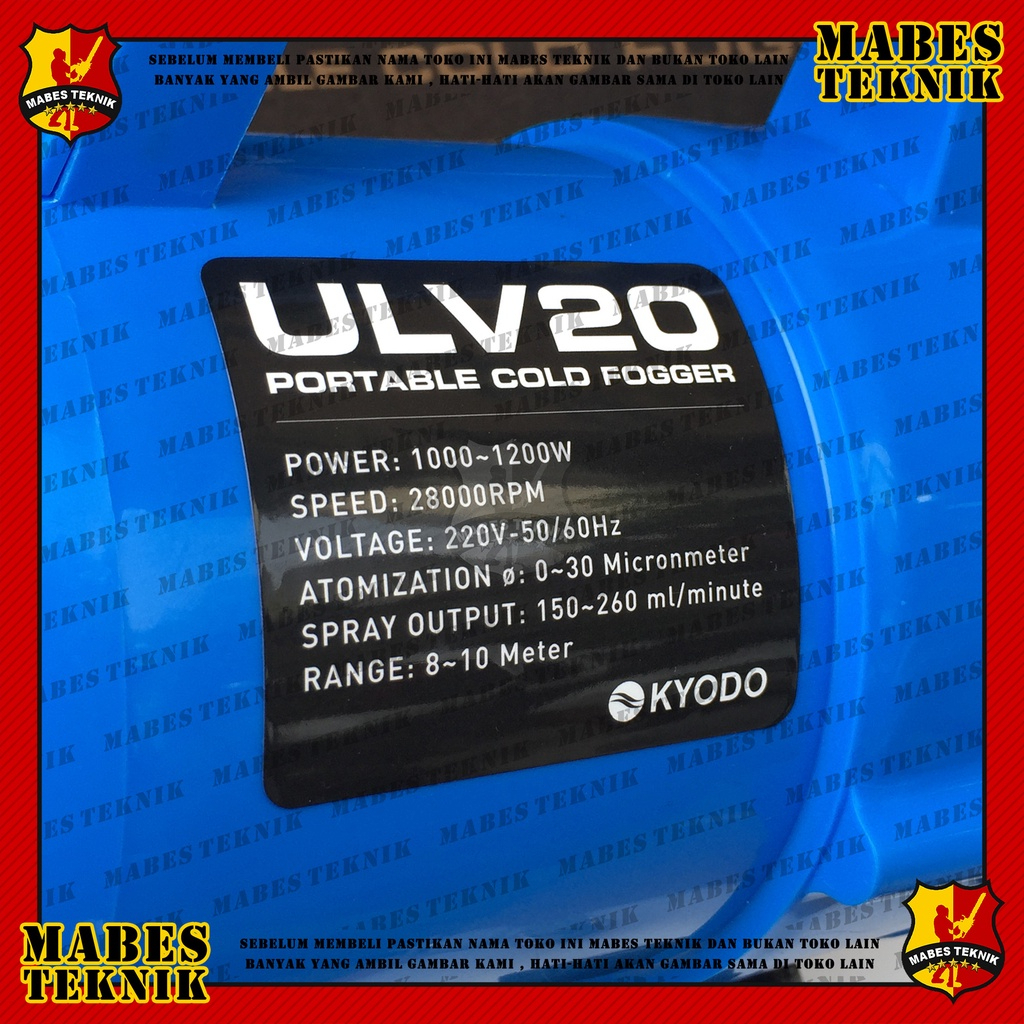 SEBELUM MEMBELI PASTIKAN NAMA TOKO INI MABES TEKNIK DAN BUKAN TOKO LAIN
BANYAK YANG AMBIL GAMBAR KAMI , HATI-HATI AKAN GAMBAR SAMA DI TOKO LAIN
MABES
TEKNIK
MABES TEKNIK
ULV20
PORTABLE COLD FOGGER
POWER: 1000~1200W
SPEED: 28000RPM
VOLTAGE: 220V-50/60Hz
ATOMIZATION ø: 0~30 Micronmeter
SPRAY OUTPUT: 150~260 ml/minute
RANGE: 8~10 Meter
KYODO
MABES
TEKNIK
SEBELUM MEMBELI PASTIKAN NAMA TOKO INI MABES TEKNIK DAN BUKAN TOKO LAIN
BANYAK YANG AMBIL GAMBAR KAMI , HATI-HATI AKAN GAMBAR SAMA DI TOKO LAIN
MABES TEKNIK